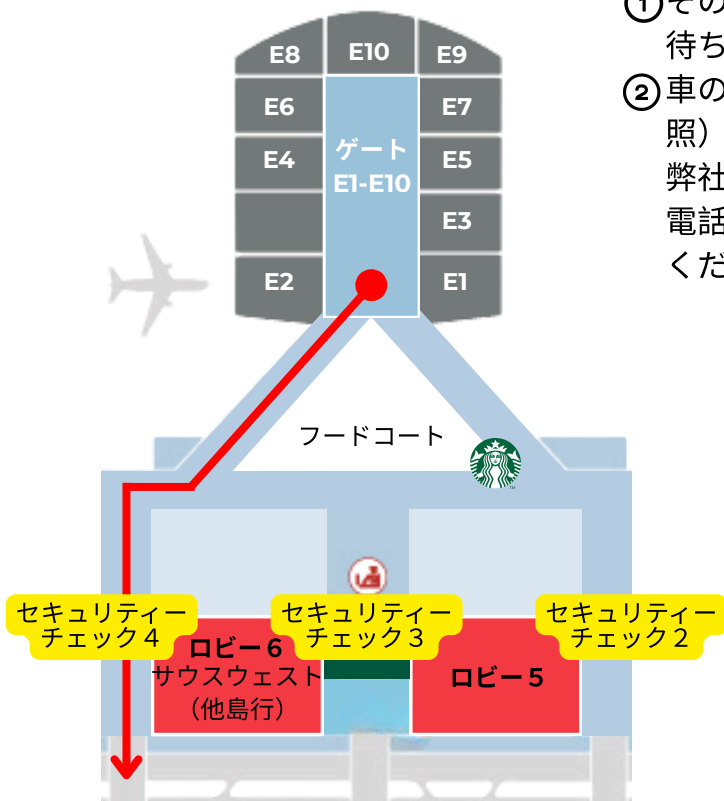 ① その
待ち
② 車の
照）
弊社
電話
くだ
E8 E10 E9
E6 E7
ゲート
E1-E10
E4 E5
E3
E2 E1
フードコート
セキュリティー
チェック４
セキュリティー
チェック３
セキュリティー
チェック２
ロビー６
サウスウェスト
（他島行）
ロビー５